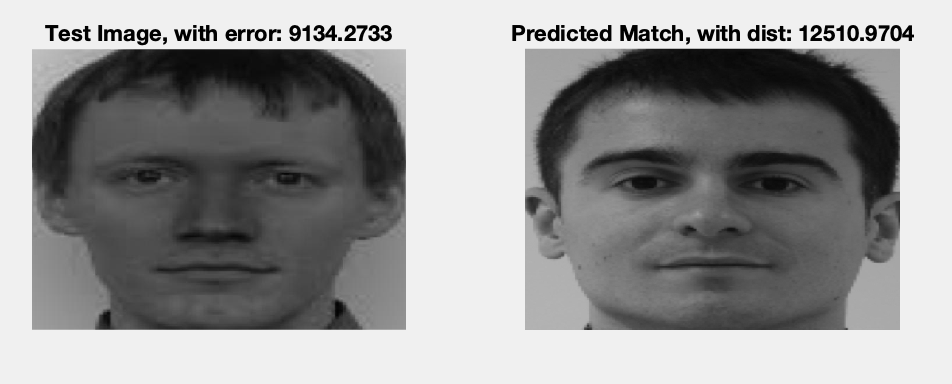 Test Image, with error: 9134.2733
Predicted Match, with dist: 12510.9704